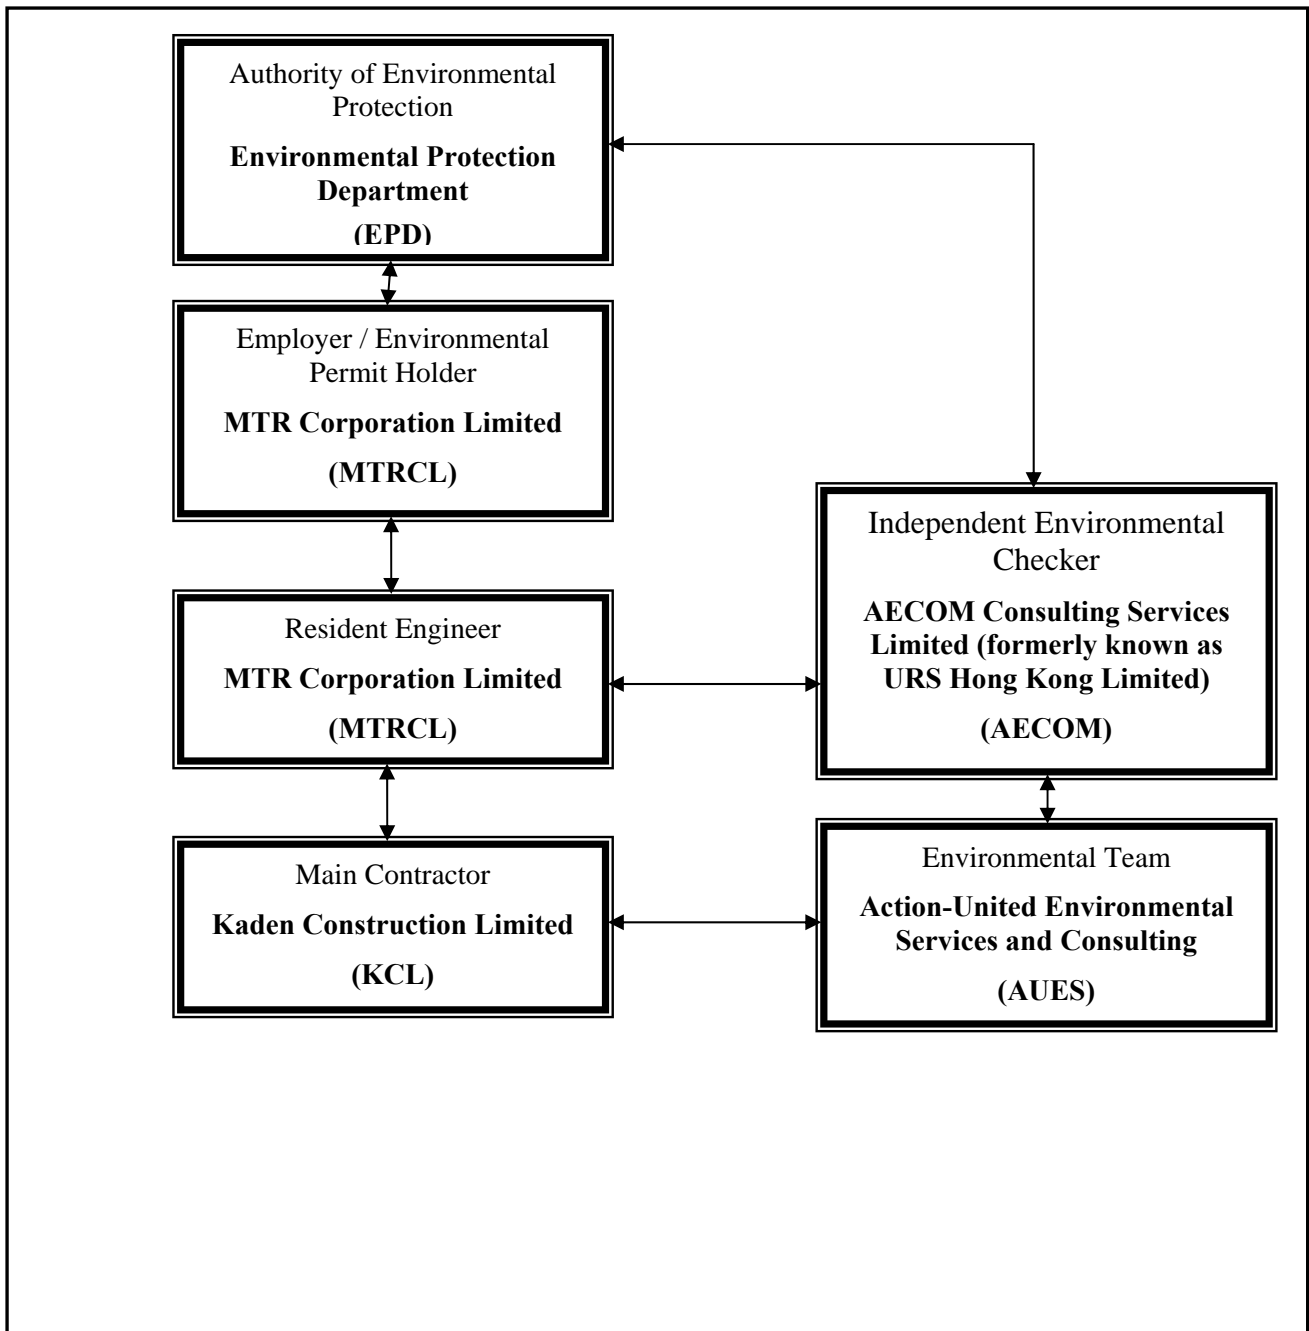 Authority of Environmental
Protection
Environmental Protection
Department
(EPD)
Employer / Environmental
Permit Holder
MTR Corporation Limited
(MTRCL)
Resident Engineer
MTR Corporation Limited
(MTRCL)
Main Contractor
Kaden Construction Limited
(KCL)
Independent Environmental
Checker
AECOM Consulting Services
Limited (formerly known as
URS Hong Kong Limited)
(AECOM)
Environmental Team
Action-United Environmental
Services and Consulting
(AUES)